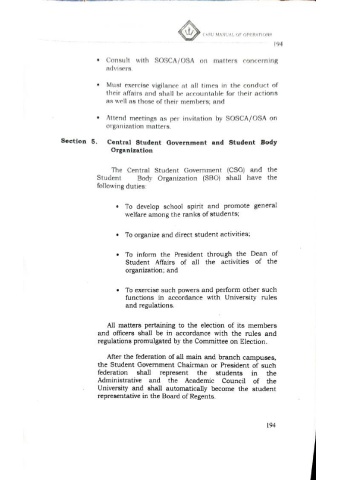 MANUAL OF OPERATIONS
194
• Consult with SOSCA/OSA on matters concerning
advisers.
• Must exercise vigilance at all times in the conduct of
their affairs and shall be accountable for their actions
as well as those of their members; and
• Attend meetings as per invitation by SOSCA/OSA on
organization matters.
Section 5. Central Student Government and Student Body
Organization
The Central Student Government (CSG) and the
Student Body Organization (SBO) shall have the
following duties:
• To develop school spirit and promote general
welfare among the ranks of students;
• To organize and direct student activities;
• To inform the President through the Dean of
Student Affairs of all the activities of the
organization; and
• To exercise such powers and perform other such
functions in accordance with University rules
and regulations.
All matters pertaining to the election of its members
and officers shall be in accordance with the rules and
regulations promulgated by the Committee on Election.
After the federation of all main and branch campuses,
the Student Government Chairman or President of such
federation shall represent the students in the
Administrative and the Academic Council of the
University and shall automatically become the student
representative in the Board of Regents.
194